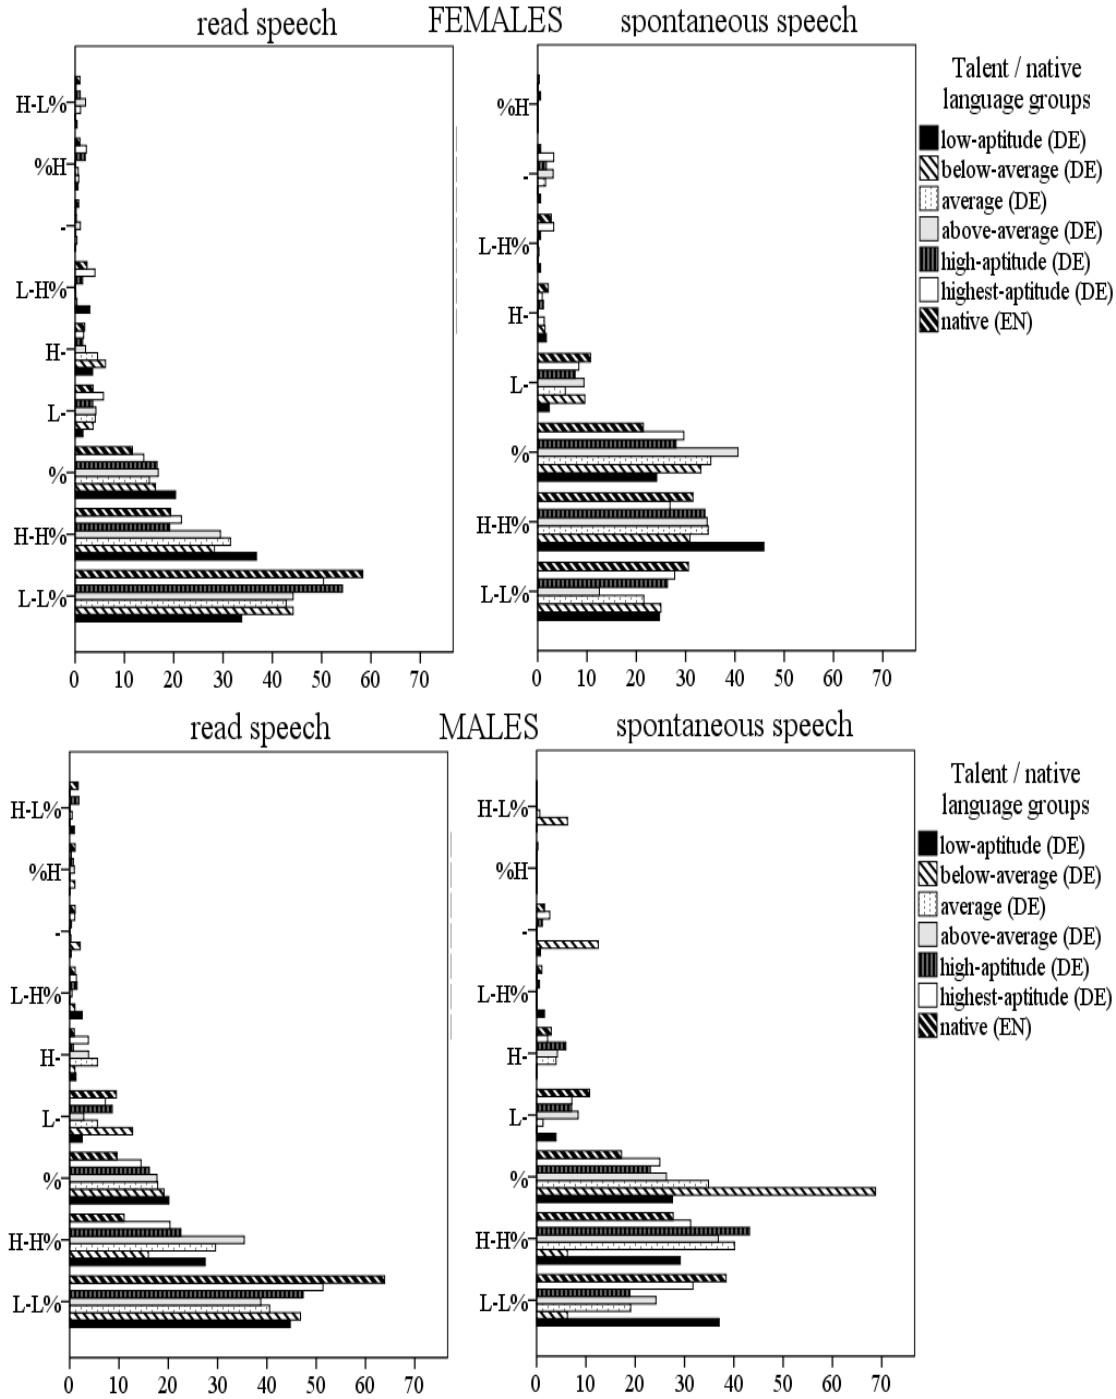 read speech FEMALES spontaneous speech
H-L%
%H
-
L-H%
H-
L-
%
H-H%
L-L%
0 10 20 30 40 50 60 70
%H
-
L-H%
H-
L-
%
H-H%
L-L%
0 10 20 30 40 50 60 70
Talent / native
language groups
low-aptitude (DE)
below-average (DE)
average (DE)
above-average (DE)
high-aptitude (DE)
highest-aptitude (DE)
native (EN)
read speech MALES spontaneous speech
H-L%
%H
-
L-H%
H-
L-
%
H-H%
L-L%
0 10 20 30 40 50 60 70
H-L%
%H
-
L-H%
H-
L-
%
H-H%
L-L%
0 10 20 30 40 50 60 70
Talent / native
language groups
low-aptitude (DE)
below-average (DE)
average (DE)
above-average (DE)
high-aptitude (DE)
highest-aptitude (DE)
native (EN)